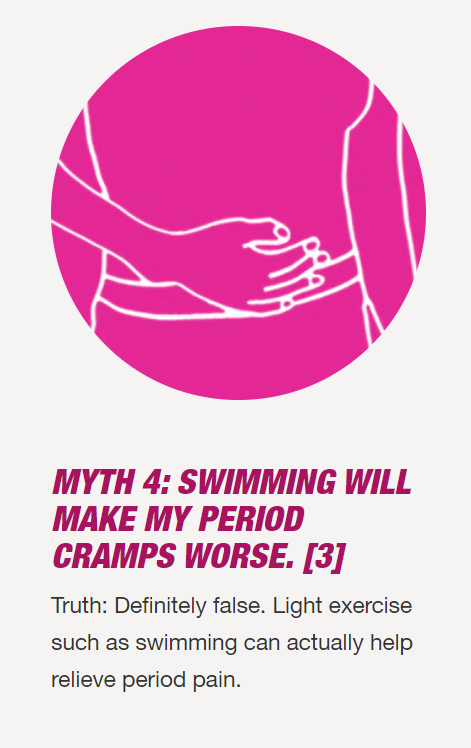 MYTH 4: SWIMMING WILL
MAKE MY PERIOD
CRAMPS WORSE. [3]
Truth: Definitely false. Light exercise
such as swimming can actually help
relieve period pain.